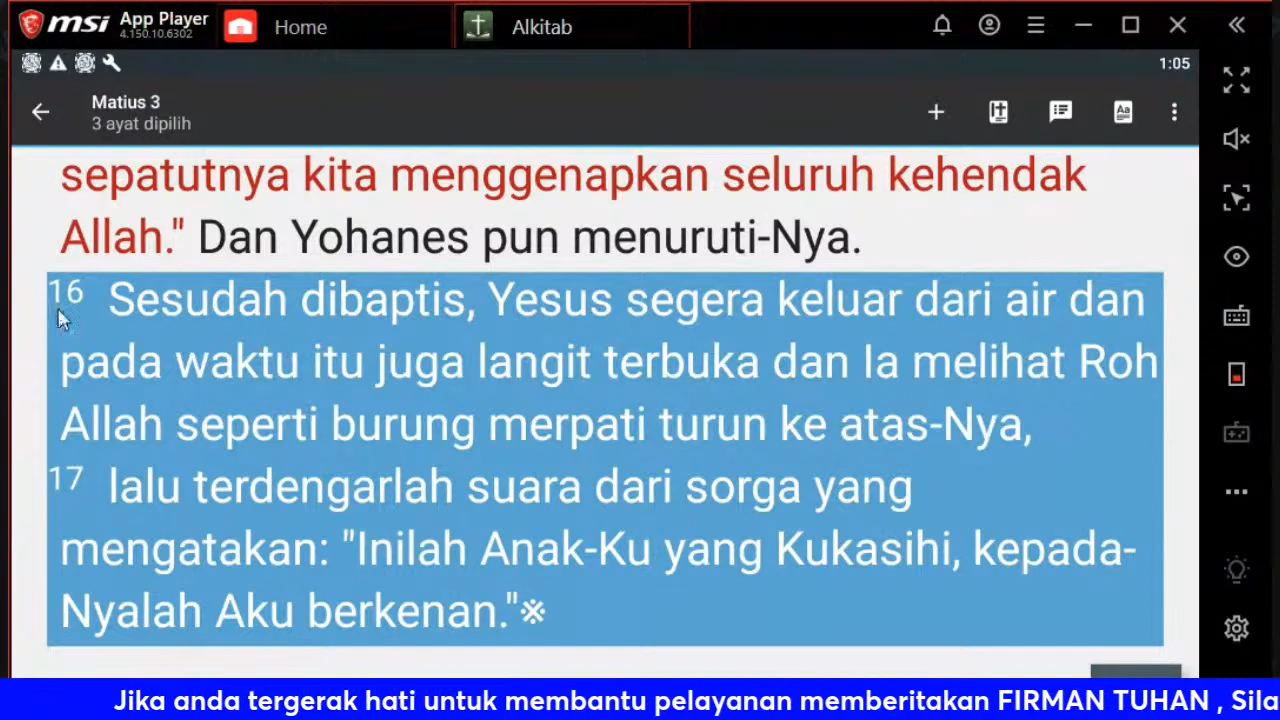 msi App Player
4.150.10.6302
Home
Alkitab
1:05
Matius 3
3 ayat dipilih
sepatutnya kita menggenapkan seluruh kehendak
Allah." Dan Yohanes pun menuruti-Nya.
16 Sesudah dibaptis, Yesus segera keluar dari air dan
pada waktu itu juga langit terbuka dan Ia melihat Roh
Allah seperti burung merpati turun ke atas-Nya,
17 lalu terdengarlah suara dari sorga yang
mengatakan: "Inilah Anak-Ku yang Kukasihi, kepada-
Nyalah Aku berkenan."※
Jika anda tergerak hati untuk membantu pelayanan memberitakan FIRMAN TUHAN , Sila